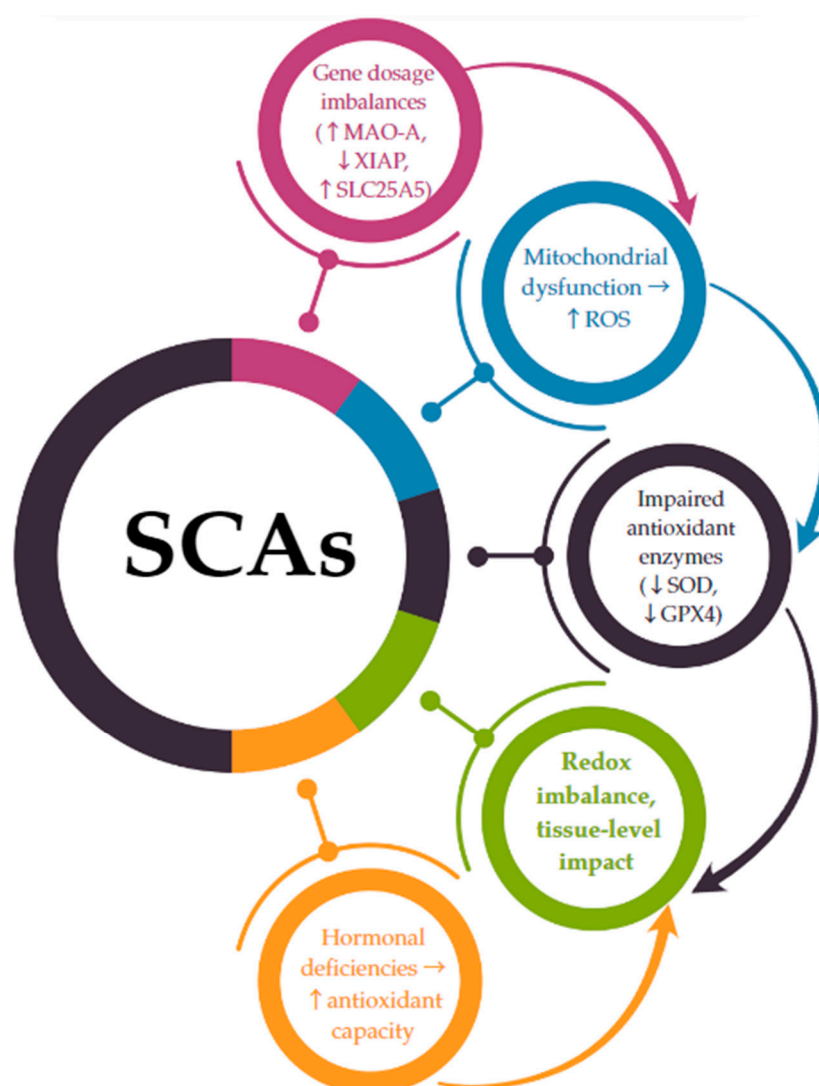 Gene dosage
imbalances
(↑MAO-A,
↓XIAP,
↑SLC25A5)
Mitochondrial
dysfunction →
↑ROS
SCAs
Impaired
antioxidant
enzymes
(↓SOD,
↓GPX4)
Redox
imbalance,
tissue-level
impact
Hormonal
deficiencies →
↑antioxidant
capacity